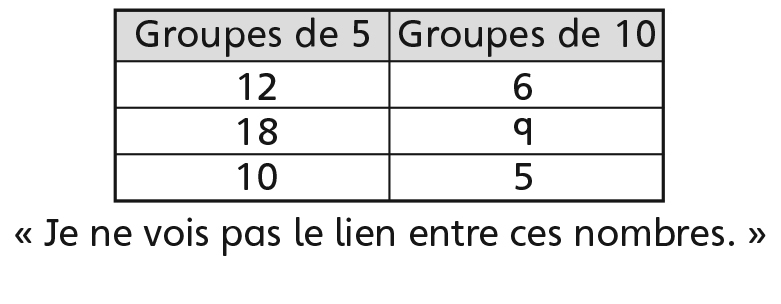 Groupes de 5 Groupes de 10
12 6
18 9
10 5
« Je ne vois pas le lien entre ces nombres. »